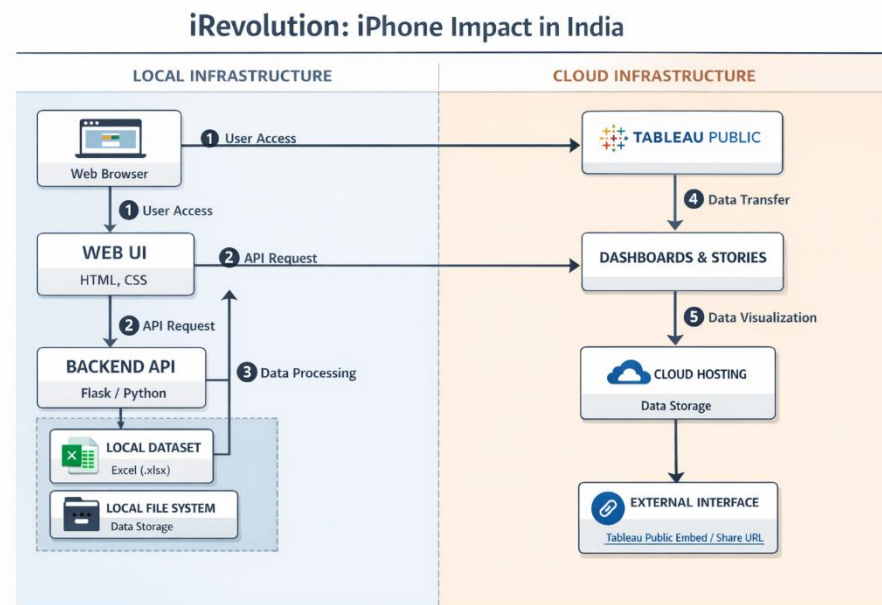 iRevolution: iPhone Impact in India
LOCAL INFRASTRUCTURE
CLOUD INFRASTRUCTURE
Web Browser
1 User Access
TABLEAU PUBLIC
1 User Access
4 Data Transfer
WEB UI
HTML, CSS
2 API Request
DASHBOARDS & STORIES
2 API Request
5 Data Visualization
BACKEND API
Flask / Python
3 Data Processing
CLOUD HOSTING
Data Storage
LOCAL DATASET
Excel (.xlsx)
LOCAL FILE SYSTEM
Data Storage
EXTERNAL INTERFACE
Tableau Public Embed / Share URL